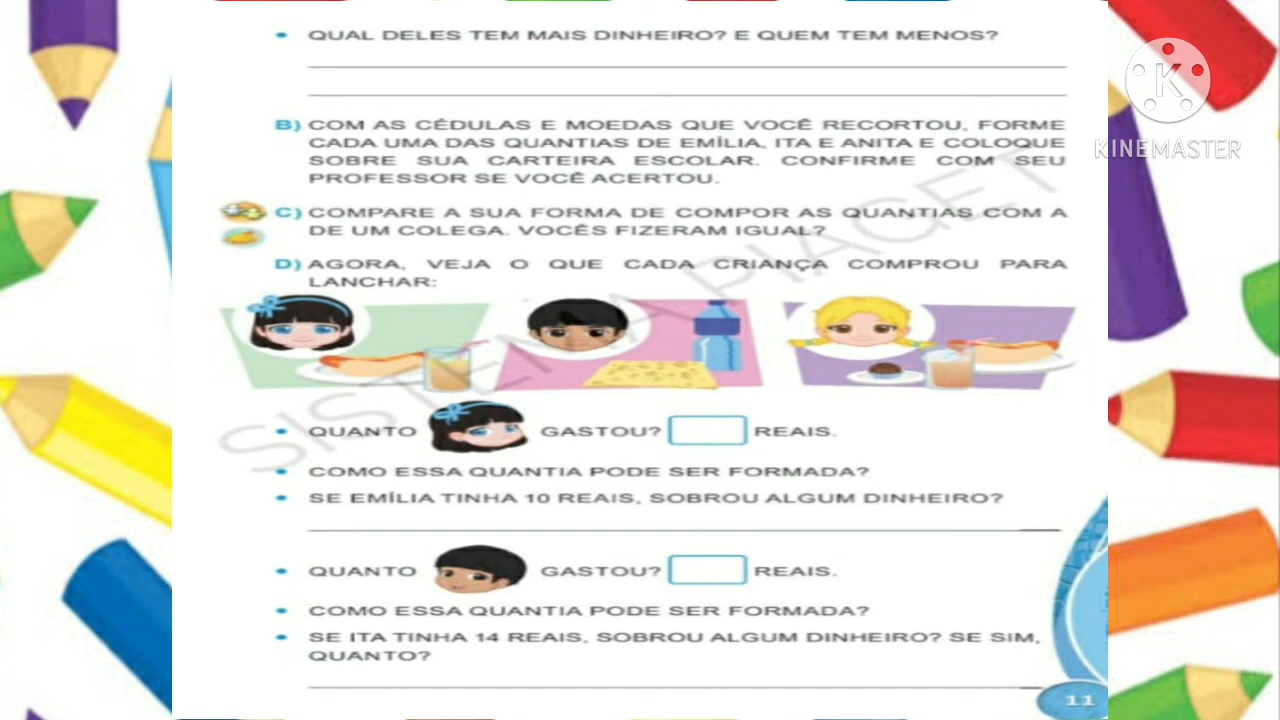 • QUAL DELES TEM MAIS DINHEIRO? E QUEM TEM MENOS?
B) COM AS CÉDULAS E MOEDAS QUE VOCÊ RECORTOU, FORME
CADA UMA DAS QUANTIAS DE EMÍLIA, ITA E ANITA E COLOQUE
SOBRE SUA CARTEIRA ESCOLAR. CONFIRME COM SEU
PROFESSOR SE VOCÊ ACERTOU.
C) COMPARE A SUA FORMA DE COMPOR AS QUANTIAS COM A
DE UM COLEGA. VOCÊS FIZERAM IGUAL?
D) AGORA, VEJA O QUE CADA CRIANÇA COMPROU PARA
LANCHAR:
• QUANTO GASTOU? REAIS.
• COMO ESSA QUANTIA PODE SER FORMADA?
• SE EMÍLIA TINHA 10 REAIS, SOBROU ALGUM DINHEIRO?
• QUANTO GASTOU? REAIS.
• COMO ESSA QUANTIA PODE SER FORMADA?
• SE ITA TINHA 14 REAIS, SOBROU ALGUM DINHEIRO? SE SIM,
QUANTO?
11
SISTEMA PIAGET
K
KINEMASTER